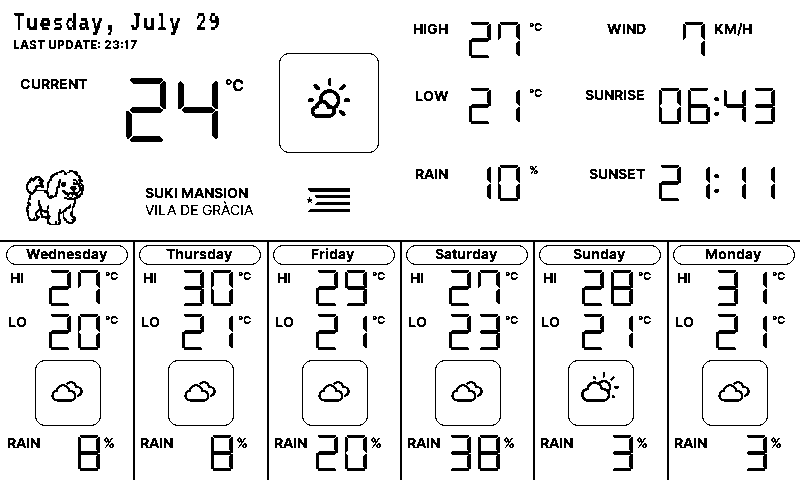 Tuesday, July 29
LAST UPDATE: 23:17
CURRENT 24 °C
SUKI MANSION
VILA DE GRÀCIA
HIGH 27 °C
LOW 21 °C
RAIN 10 %
WIND 7 KM/H
SUNRISE 06:43
SUNSET 21:11
Wednesday
HI 27 °C
LO 20 °C
RAIN 8 %
Thursday
HI 30 °C
LO 21 °C
RAIN 8 %
Friday
HI 29 °C
LO 21 °C
RAIN 20 %
Saturday
HI 27 °C
LO 23 °C
RAIN 38 %
Sunday
HI 28 °C
LO 21 °C
RAIN 3 %
Monday
HI 31 °C
LO 21 °C
RAIN 3 %